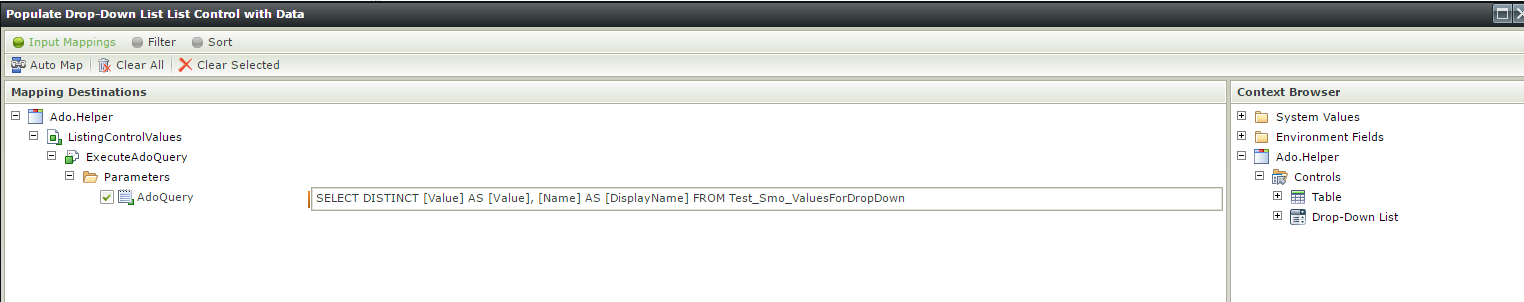 Populate Drop-Down List List Control with Data
Input Mappings Filter Sort
Auto Map Clear All Clear Selected
Mapping Destinations
Ado.Helper
ListingControlValues
ExecuteAdoQuery
Parameters
AdoQuery SELECT DISTINCT [Value] AS [Value], [Name] AS [DisplayName] FROM Test_Smo_ValuesForDropDown
Context Browser
System Values
Environment Fields
Ado.Helper
Controls
Table
Drop-Down List